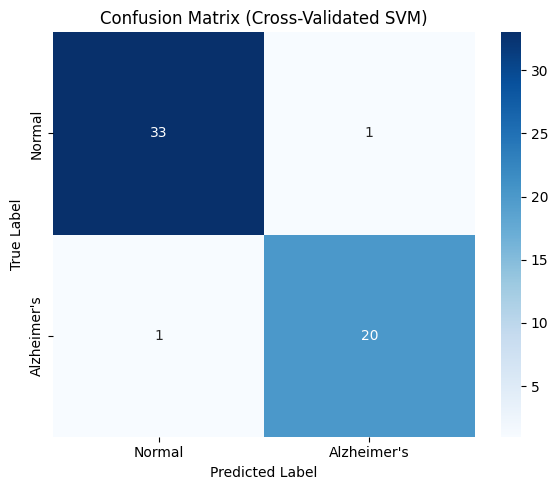 Confusion Matrix (Cross-Validated SVM)
True Label
Normal
Alzheimer's
33
1
1
20
Normal
Alzheimer's
Predicted Label
30
25
20
15
10
5